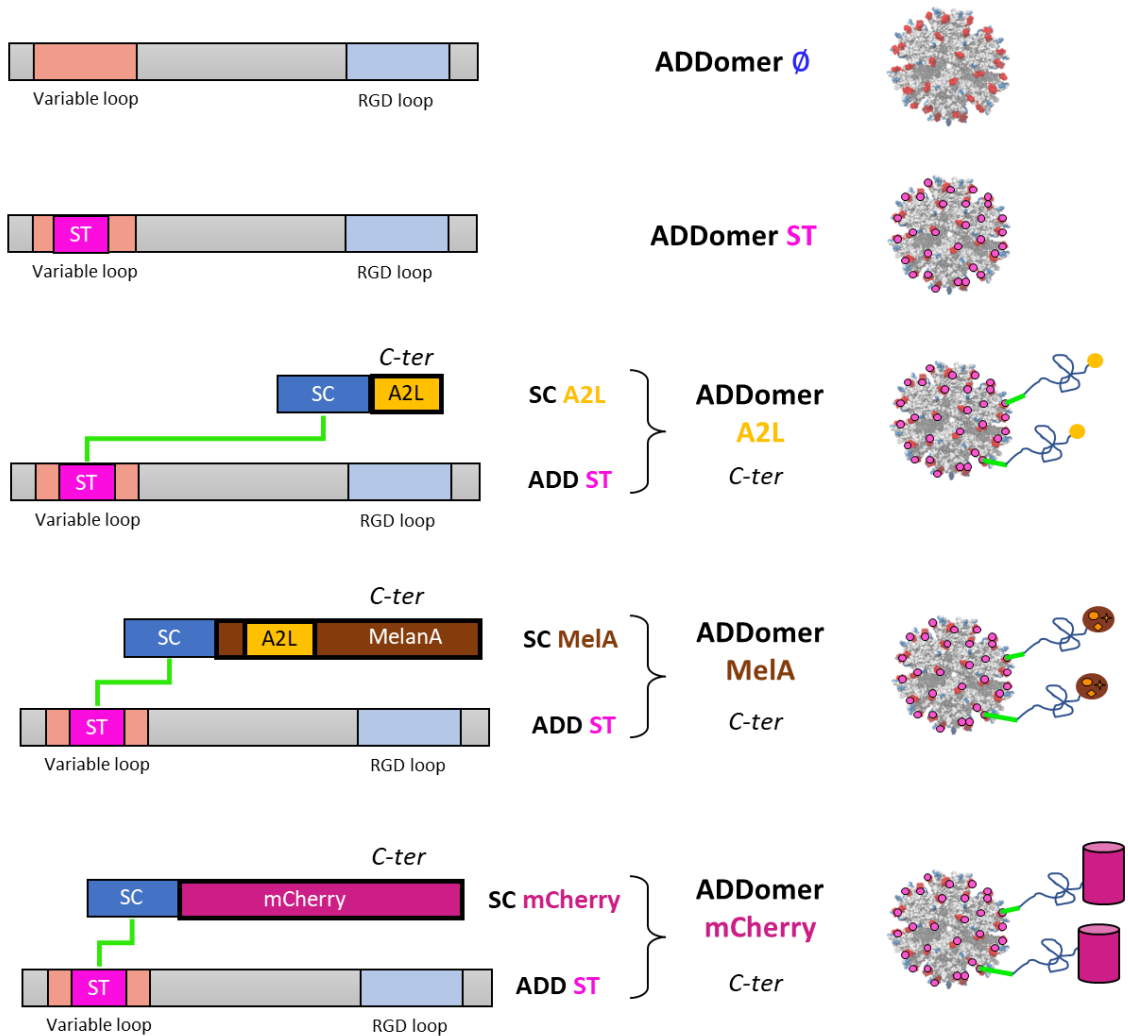 Variable loop
RGD loop
ADDomer Ø
ST
Variable loop
RGD loop
ADDomer ST
C-ter
SC
A2L
ST
Variable loop
RGD loop
SC A2L
ADD ST
ADDomer
A2L
C-ter
C-ter
SC
A2L
MelanA
ST
Variable loop
RGD loop
SC MelA
ADD ST
ADDomer
MelA
C-ter
C-ter
SC
mCherry
ST
Variable loop
RGD loop
SC mCherry
ADD ST
ADDomer
mCherry
C-ter